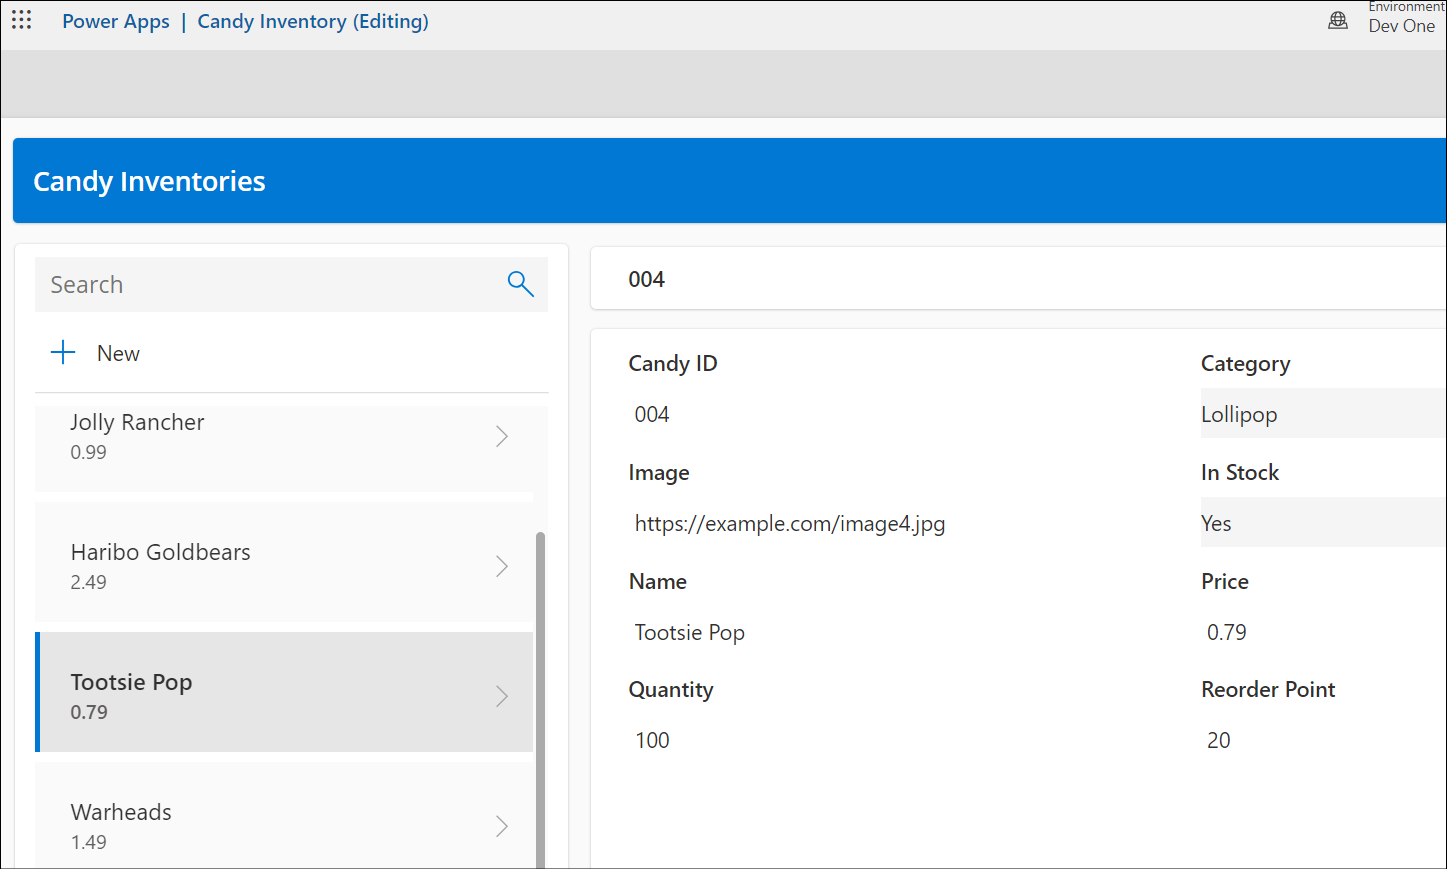 Power Apps | Candy Inventory (Editing)
Environment
Dev One
Candy Inventories
Search
New
Jolly Rancher
0.99
Haribo Goldbears
2.49
Tootsie Pop
0.79
Warheads
1.49
004
Candy ID
004
Category
Lollipop
Image
https://example.com/image4.jpg
In Stock
Yes
Name
Tootsie Pop
Price
0.79
Quantity
100
Reorder Point
20